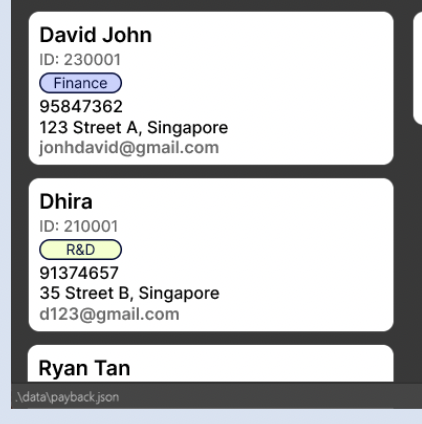 David John
ID: 230001
Finance
95847362
123 Street A, Singapore
jonhdavid@gmail.com
Dhira
ID: 210001
R&D
91374657
35 Street B, Singapore
d123@gmail.com
Ryan Tan
.\data\payback.json